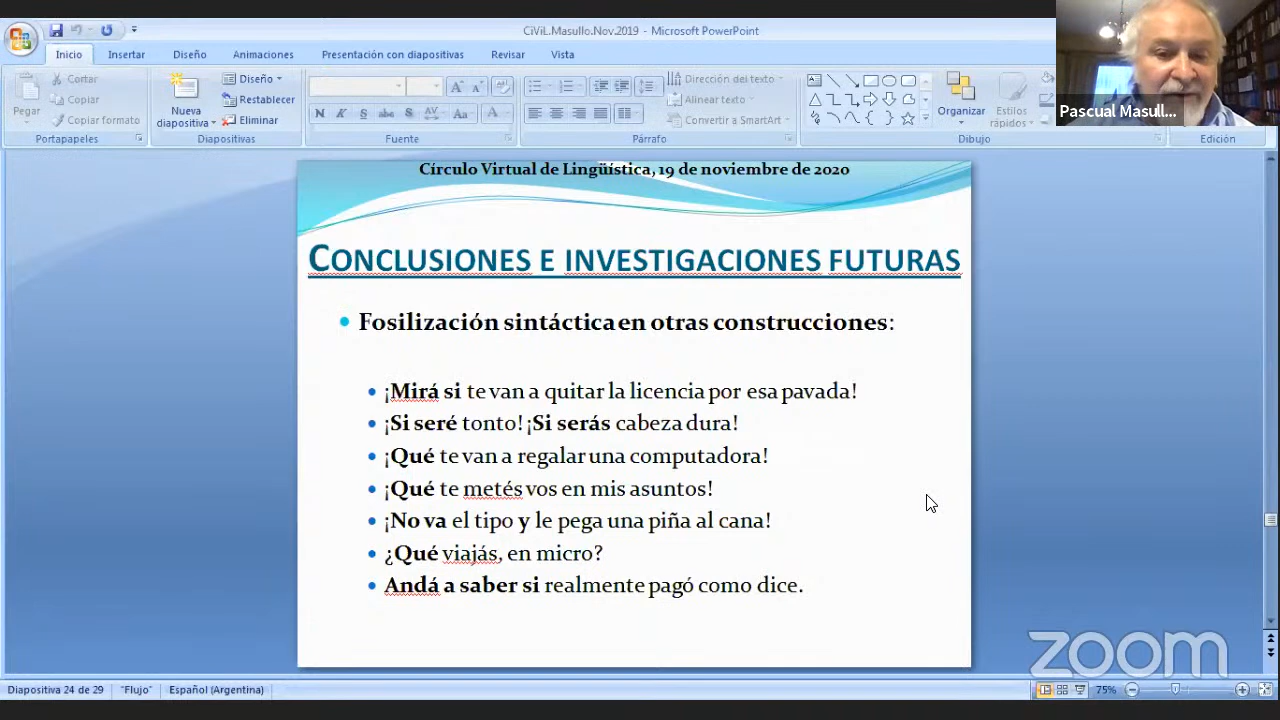 CiViL.Masullo.Nov.2019 - Microsoft PowerPoint
Inicio Insertar Diseño Animaciones Presentación con diapositivas Revisar Vista
Pegar
Cortar
Copiar
Copiar formato
Portapapeles
Nueva diapositiva
Diseño
Restablecer
Eliminar
Diapositivas
N K S abc AV Aa A
Fuente
Dirección del texto
Alinear texto
Convertir a SmartArt
Párrafo
Organizar
Estilos rápidos
Dibujo
Edición
Pascual Masull...
Círculo Virtual de Lingüística, 19 de noviembre de 2020
CONCLUSIONES E INVESTIGACIONES FUTURAS
Fosilización sintáctica en otras construcciones:
¡Mirá si te van a quitar la licencia por esa pavada!
¡Si seré tonto! ¡Si serás cabeza dura!
¡Qué te van a regalar una computadora!
¡Qué te metés vos en mis asuntos!
¡No va el tipo y le pega una piña al cana!
¿Qué viajás, en micro?
Andá a saber si realmente pagó como dice.
zoom
Diapositiva 24 de 29 "Flujo" Español (Argentina) 75%